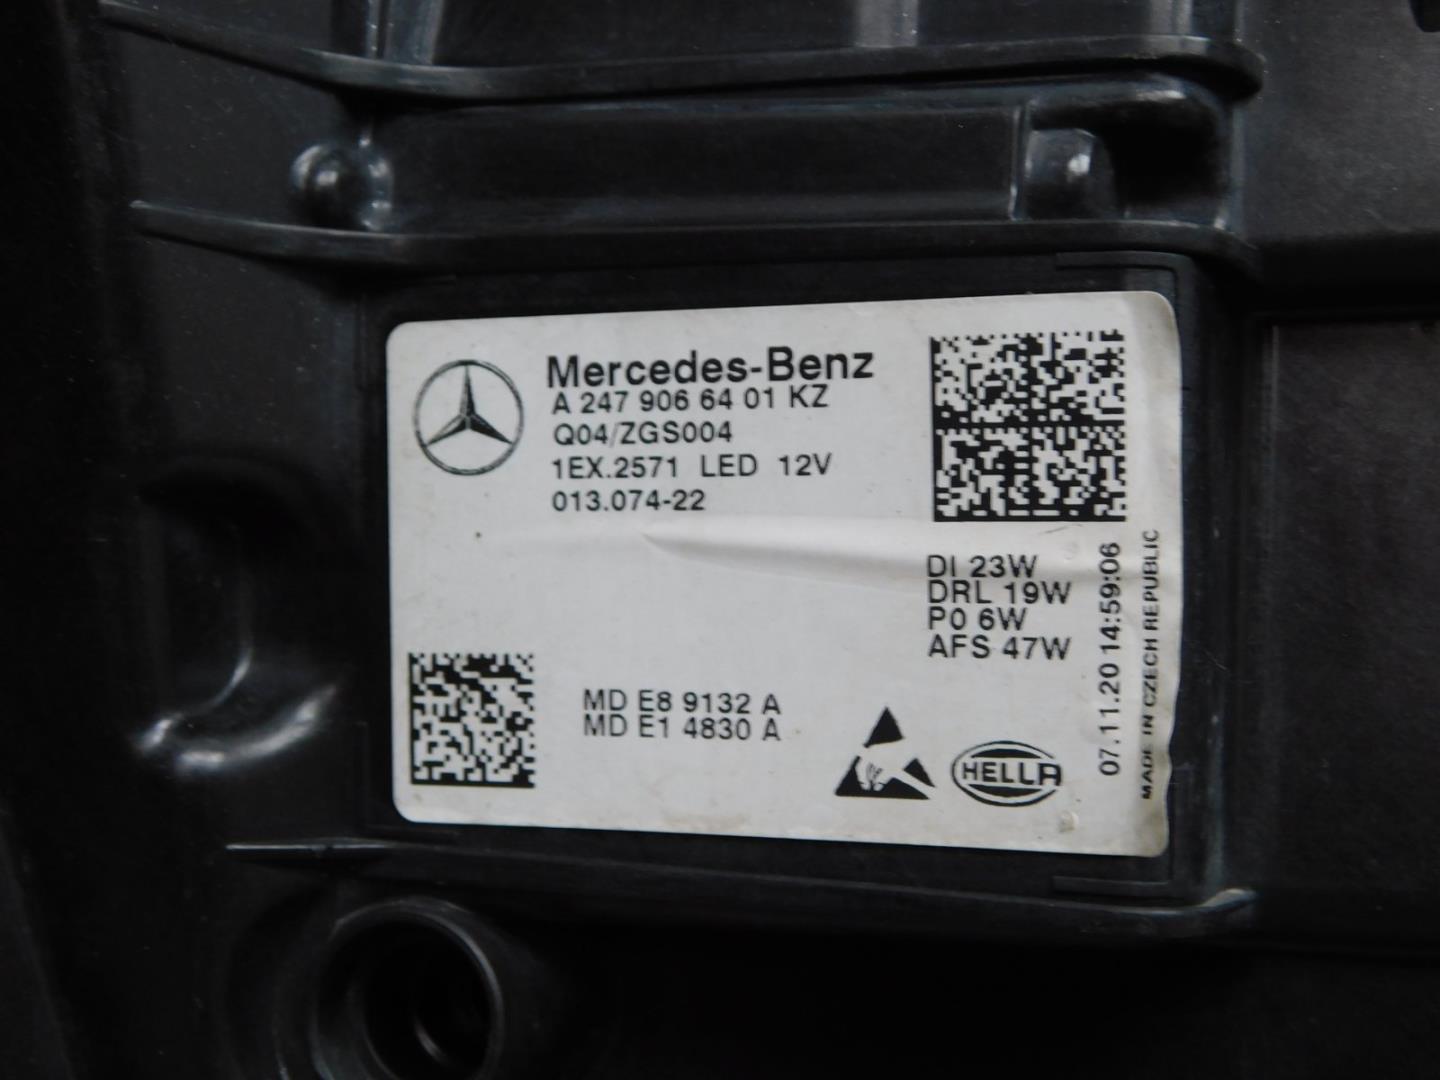 Mercedes-Benz
A 247 906 64 01 KZ
Q04/ZGS004
1EX.2571 LED 12V
013.074-22
DI 23W
DRL 19W
P0 6W
AFS 47W
MD E8 9132 A
MD E1 4830 A
HELLA
07.11.20 14:59:06
MADE IN CZECH REPUBLIC